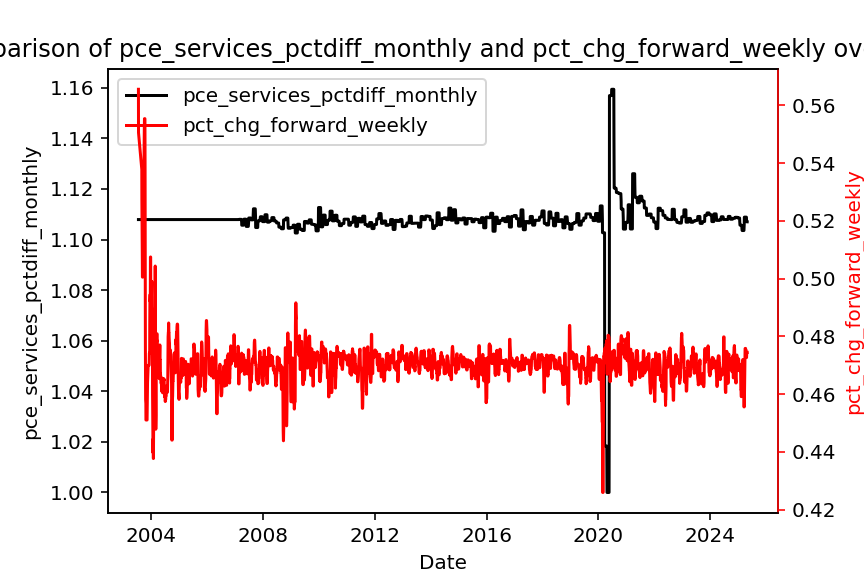 parison of pce_services_pctdiff_monthly and pct_chg_forward_weekly ov
pce_services_pctdiff_monthly
pct_chg_forward_weekly
1.16
1.14
1.12
1.10
1.08
1.06
1.04
1.02
1.00
pce_services_pctdiff_monthly
0.56
0.54
0.52
0.50
0.48
0.46
0.44
0.42
pct_chg_forward_weekly
2004 2008 2012 2016 2020 2024
Date